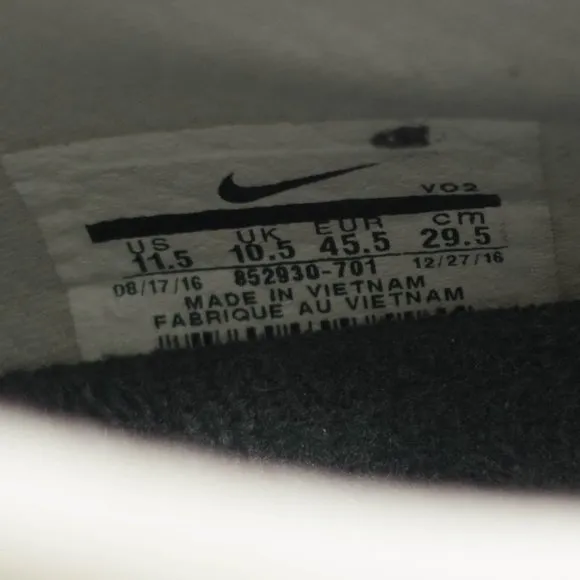 VO2
US UK EUR cm
11.5 10.5 45.5 29.5
08/17/16 852930-701 12/27/16
MADE IN VIETNAM
FABRIQUE AU VIETNAM